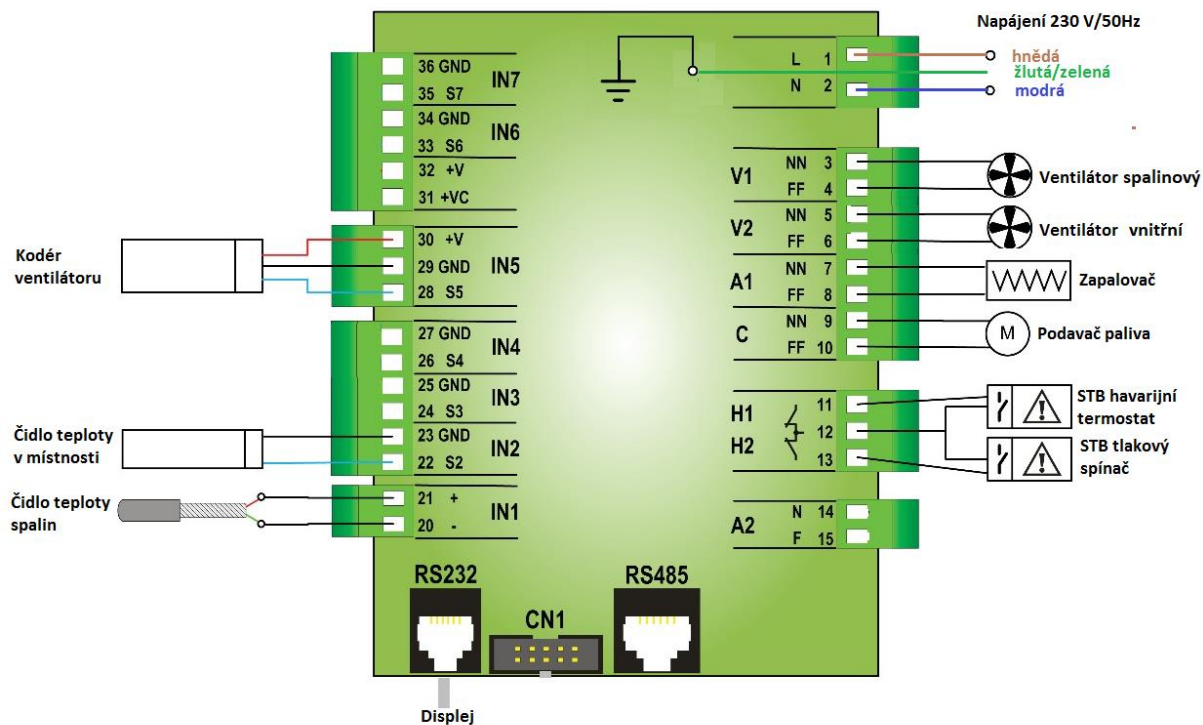 Napájení 230 V/50Hz
36 GND
35 S7
IN7
34 GND
33 S6
IN6
32 +V
31 +VC
Kodér
ventilátoru
30 +V
29 GND
28 S5
IN5
27 GND
26 S4
IN4
25 GND
24 S3
IN3
Čidlo teploty
v místnosti
23 GND
22 S2
IN2
Čidlo teploty
spalin
21 +
20 -
IN1
L 1
N 2
hnědá
žlutá/zelená
modrá
V1
NN 3
FF 4
Ventilátor spalinový
V2
NN 5
FF 6
Ventilátor vnitřní
A1
NN 7
FF 8
Zapalovač
C
NN 9
FF 10
M
Podavač paliva
H1
H2
11
12
13
STB havarijní
termostat
STB tlakový
spínač
A2
N 14
F 15
RS232
CN1
RS485
Displej